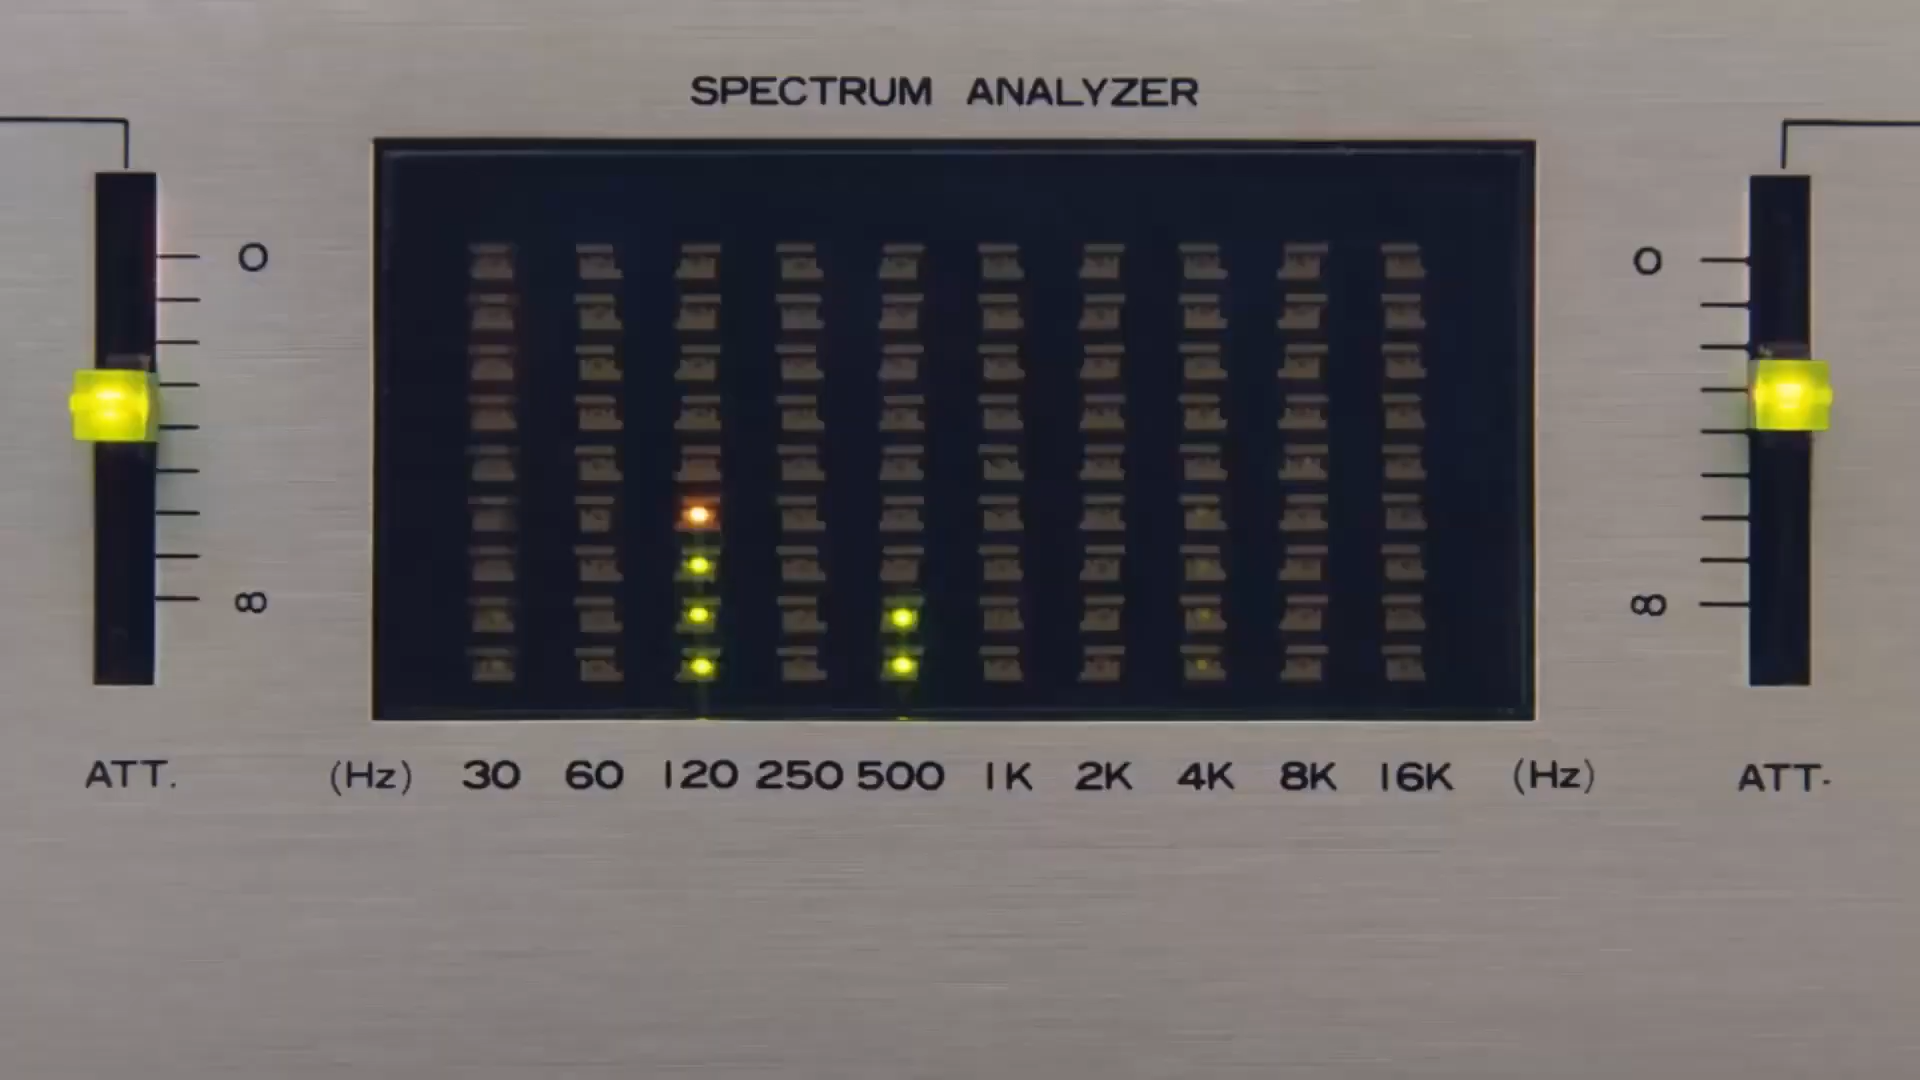 SPECTRUM ANALYZER
0 0
∞ ∞
ATT. (Hz) 30 60 120 250 500 1K 2K 4K 8K 16K (Hz) ATT.